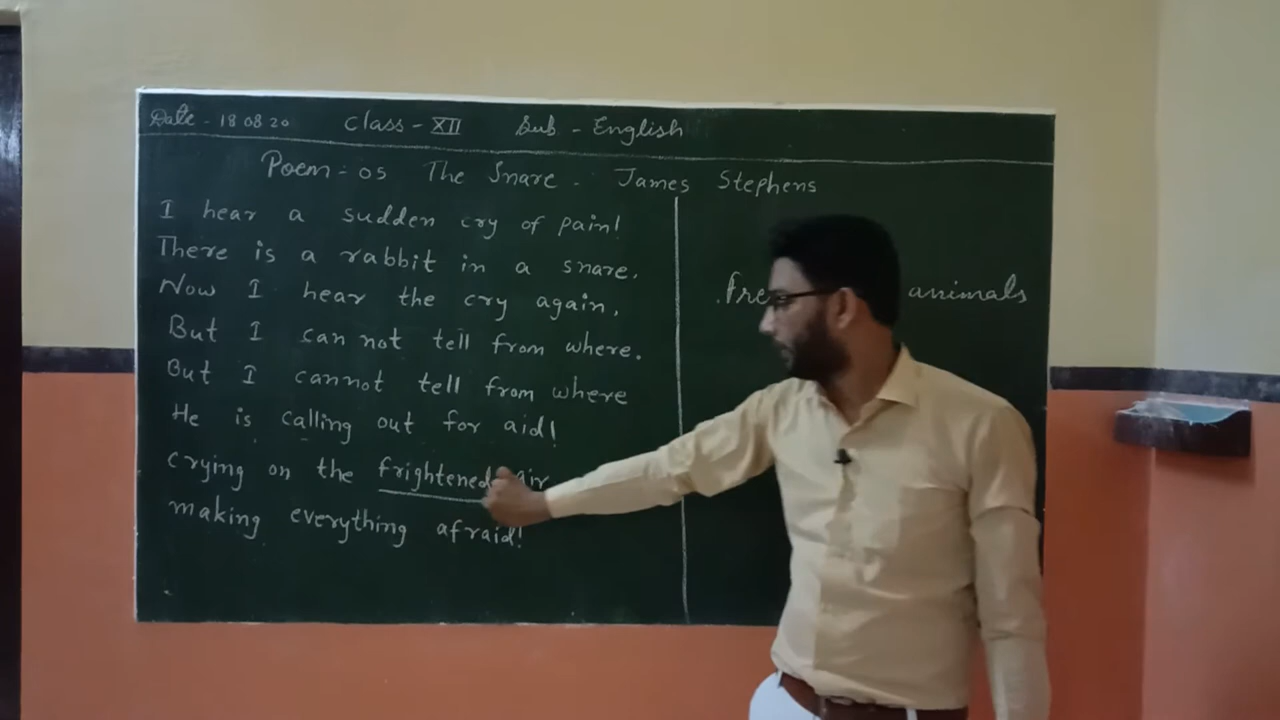 Date - 18 08 20 Class - XII Sub. - English
Poem - 05 The Snare - James Stephens
I hear a sudden cry of pain!
There is a rabbit in a snare.
Now I hear the cry again,
But I can not tell from where.
But I cannot tell from where
He is calling out for aid!
Crying on the frightened air
making everything afraid!
animals